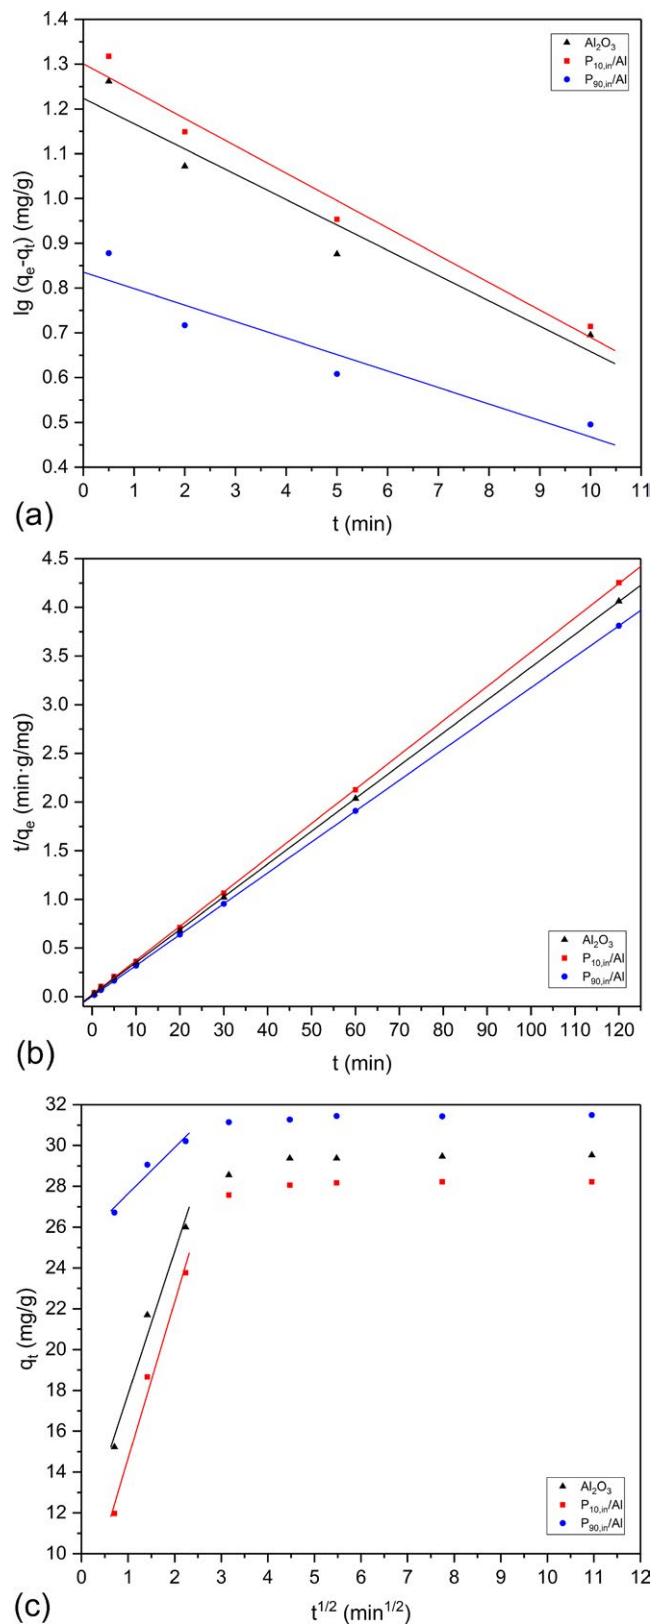 1.4
1.3
1.2
1.1
1.0
0.9
0.8
0.7
0.6
0.5
0.4
lg (qₑ-qₜ) (mg/g)
Al₂O₃
P₁₀,ᵢₙ/Al
P₉₀,ᵢₙ/Al
0 1 2 3 4 5 6 7 8 9 10 11
t (min)
(a)
4.5
4.0
3.5
3.0
2.5
2.0
1.5
1.0
0.5
0.0
t/qₑ (min·g/mg)
Al₂O₃
P₁₀,ᵢₙ/Al
P₉₀,ᵢₙ/Al
0 10 20 30 40 50 60 70 80 90 100 110 120
t (min)
(b)
32
30
28
26
24
22
20
18
16
14
12
10
qₜ (mg/g)
Al₂O₃
P₁₀,ᵢₙ/Al
P₉₀,ᵢₙ/Al
0 1 2 3 4 5 6 7 8 9 10 11 12
t¹ᐟ² (min¹ᐟ²)
(c)